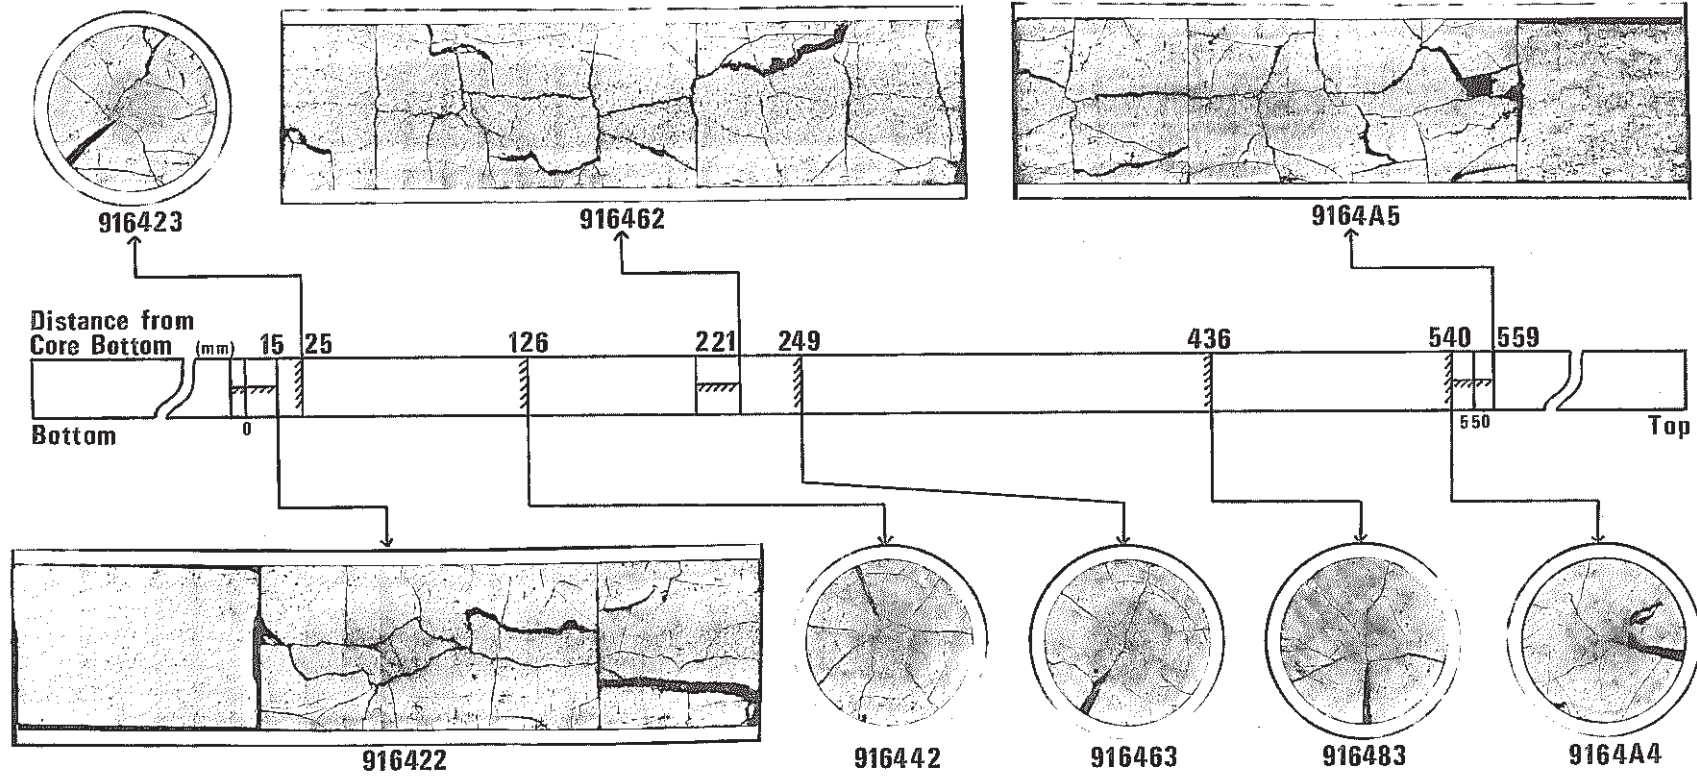 916423
916462
9164A5
Distance from
Core Bottom (mm) 15 25 126 221 249 436 540 559
Bottom 0 550 Top
916422
916442
916463
916483
9164A4